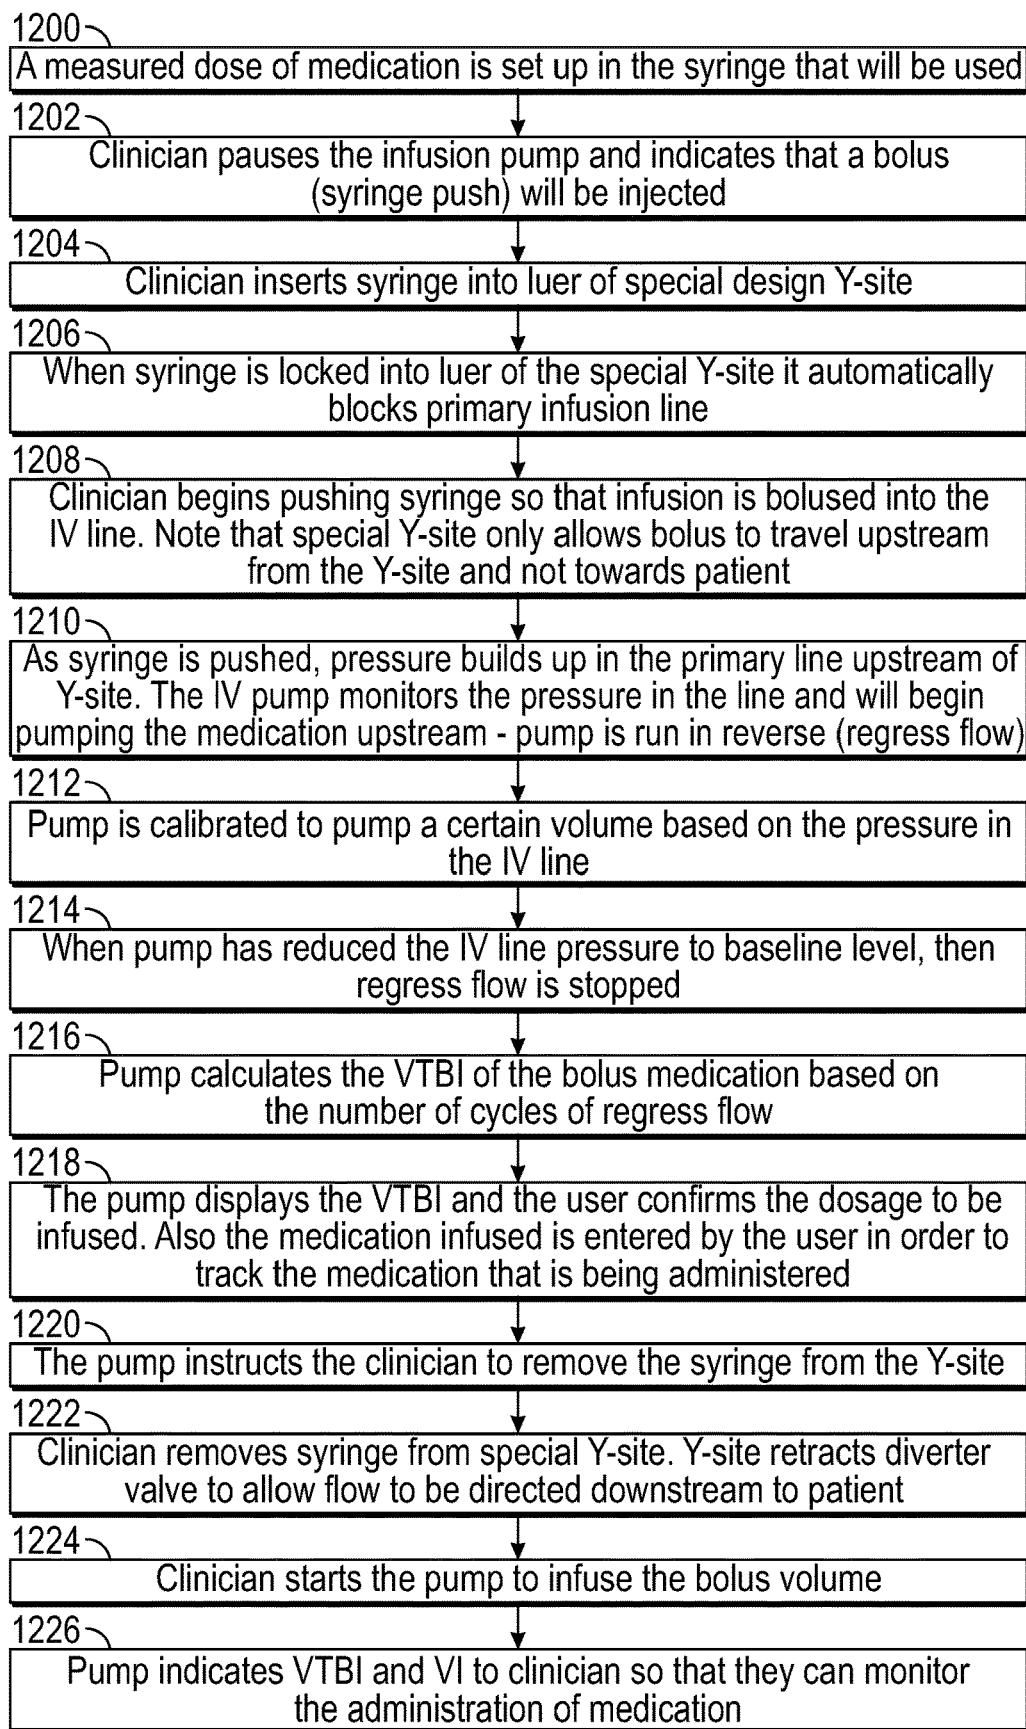 1200
A measured dose of medication is set up in the syringe that will be used
1202
Clinician pauses the infusion pump and indicates that a bolus
(syringe push) will be injected
1204
Clinician inserts syringe into luer of special design Y-site
1206
When syringe is locked into luer of the special Y-site it automatically
blocks primary infusion line
1208
Clinician begins pushing syringe so that infusion is bolused into the
IV line. Note that special Y-site only allows bolus to travel upstream
from the Y-site and not towards patient
1210
As syringe is pushed, pressure builds up in the primary line upstream of
Y-site. The IV pump monitors the pressure in the line and will begin
pumping the medication upstream - pump is run in reverse (regress flow)
1212
Pump is calibrated to pump a certain volume based on the pressure in
the IV line
1214
When pump has reduced the IV line pressure to baseline level, then
regress flow is stopped
1216
Pump calculates the VTBI of the bolus medication based on
the number of cycles of regress flow
1218
The pump displays the VTBI and the user confirms the dosage to be
infused. Also the medication infused is entered by the user in order to
track the medication that is being administered
1220
The pump instructs the clinician to remove the syringe from the Y-site
1222
Clinician removes syringe from special Y-site. Y-site retracts diverter
valve to allow flow to be directed downstream to patient
1224
Clinician starts the pump to infuse the bolus volume
1226
Pump indicates VTBI and VI to clinician so that they can monitor
the administration of medication